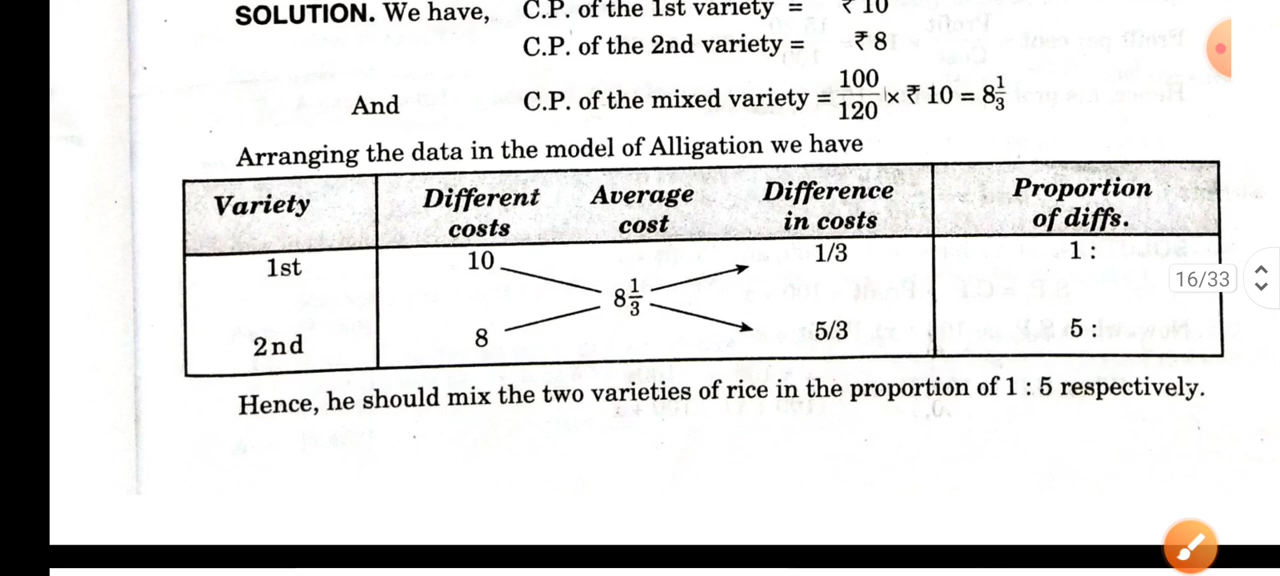 SOLUTION. We have, C.P. of the 1st variety = ₹ 10
C.P. of the 2nd variety = ₹ 8
And C.P. of the mixed variety = 100/120 × ₹ 10 = 8 1/3
Arranging the data in the model of Alligation we have
Variety Different costs Average cost Difference in costs Proportion of diffs.
1st 10 1/3 1 :
8 1/3
16/33
2nd 8 5/3 5 :
Hence, he should mix the two varieties of rice in the proportion of 1 : 5 respectively.